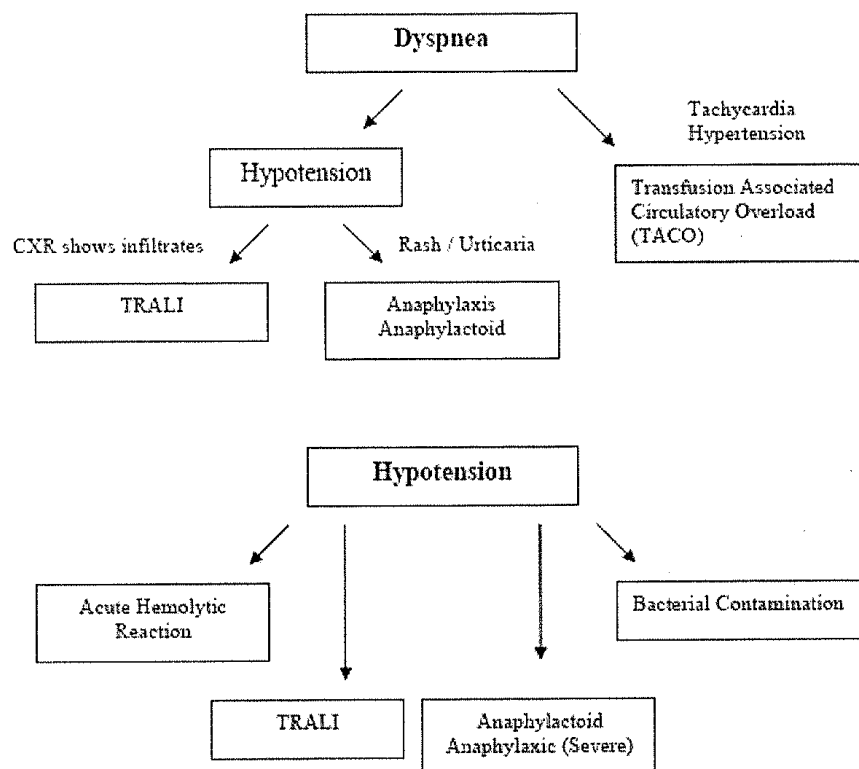 Dyspnea
Tachycardia
Hypertension
Hypotension
Transfusion Associated
Circulatory Overload
(TACO)
CXR shows infiltrates
Rash / Urticaria
TRALI
Anaphylaxis
Anaphylactoid
Hypotension
Acute Hemolytic
Reaction
Bacterial Contamination
TRALI
Anaphylactoid
Anaphylaxic (Severe)